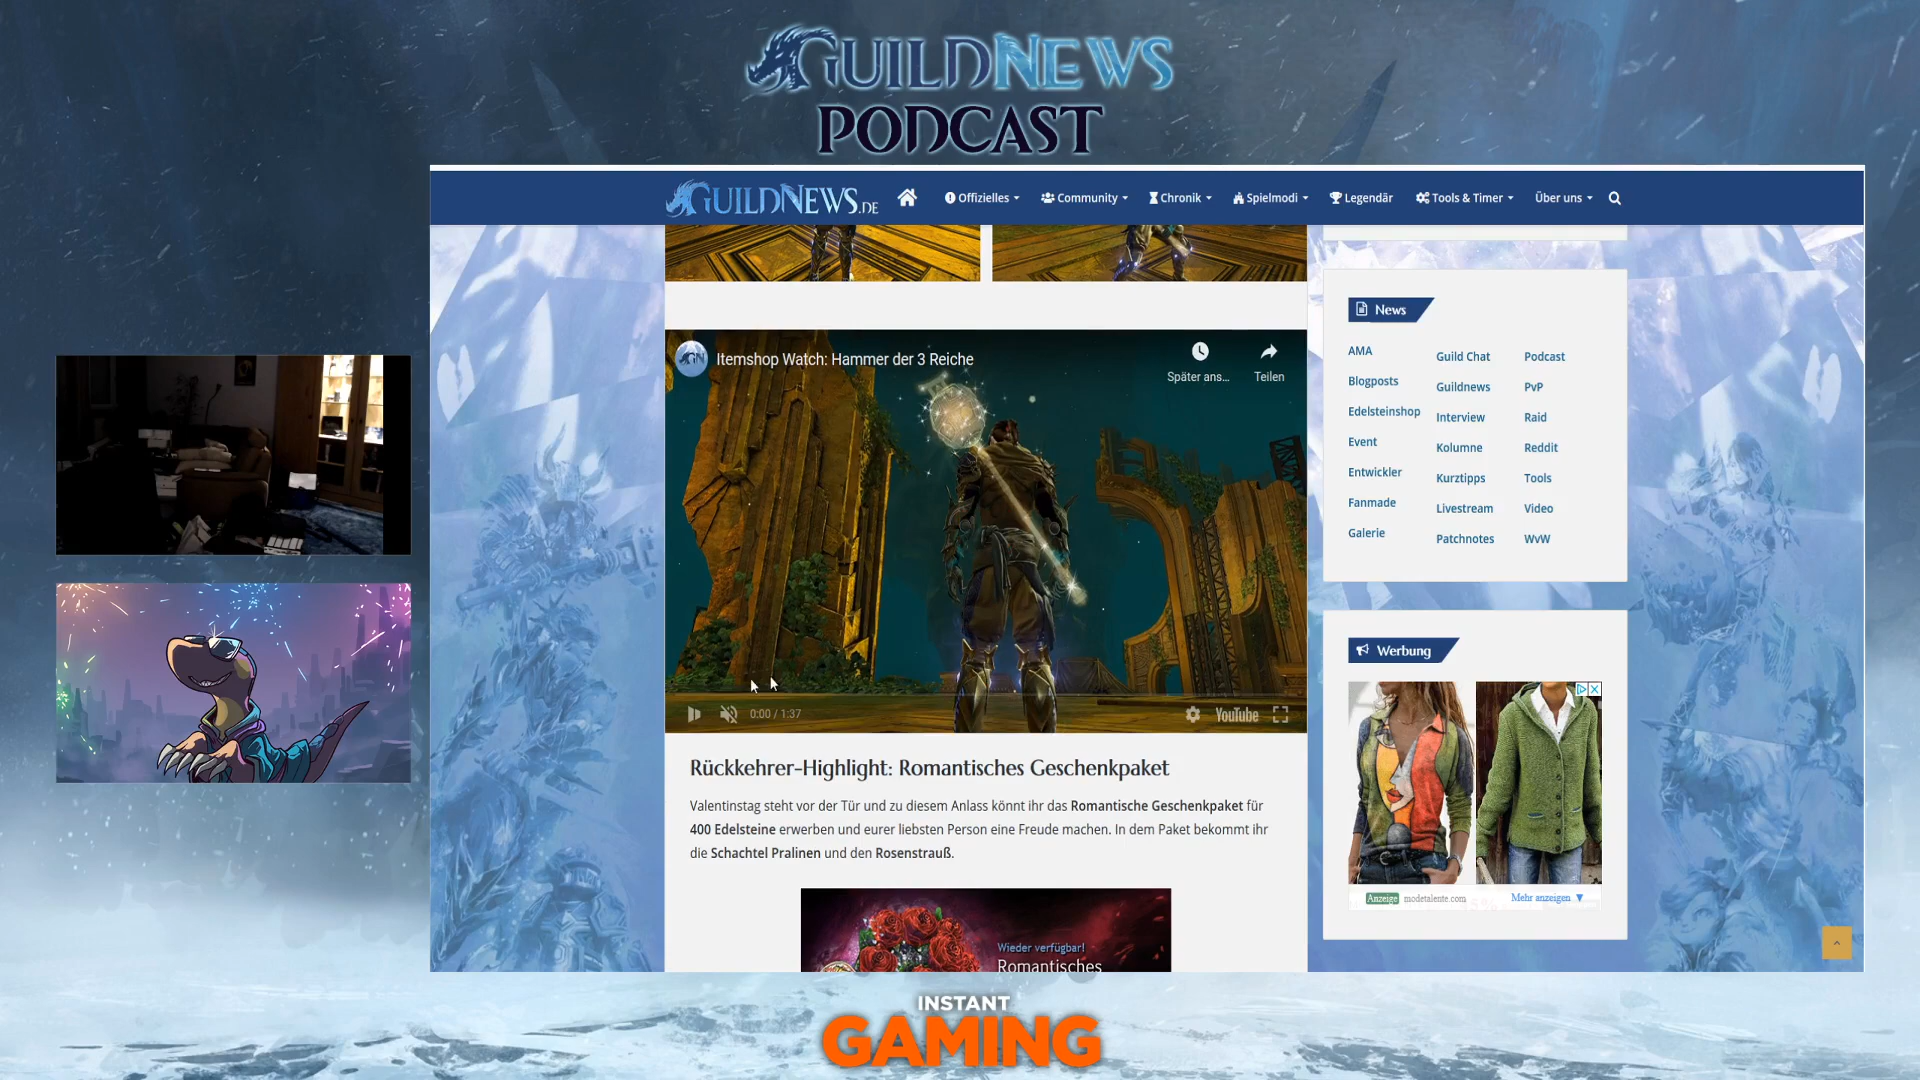 GUILDNEWS
PODCAST
GUILDNEWS.DE
Offizielles
Community
Chronik
Spielmodi
Legendär
Tools & Timer
Über uns
Itemshop Watch: Hammer der 3 Reiche
Später ans...
Teilen
0:00 / 1:37
YouTube
Rückkehrer-Highlight: Romantisches Geschenkpaket
Valentinstag steht vor der Tür und zu diesem Anlass könnt ihr das Romantische Geschenkpaket für
400 Edelsteine erwerben und eurer liebsten Person eine Freude machen. In dem Paket bekommt ihr
die Schachtel Pralinen und den Rosenstrauß.
Wieder verfügbar!
Romantisches
News
AMA
Blogposts
Edelsteinshop
Event
Entwickler
Fanmade
Galerie
Guild Chat
Guildnews
Interview
Kolumne
Kurztipps
Livestream
Patchnotes
Podcast
PvP
Raid
Reddit
Tools
Video
WvW
Werbung
Anzeige
modetalente.com
Mehr anzeigen
INSTANT
GAMING